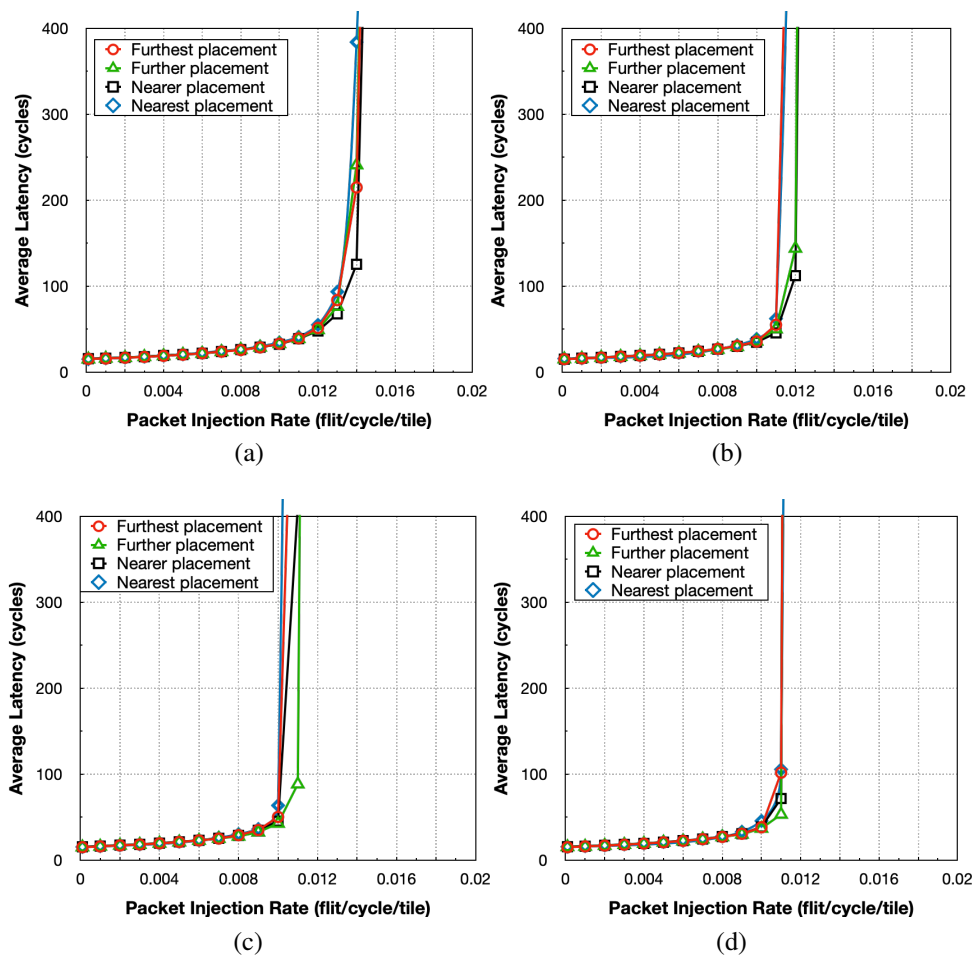 400
300
200
100
0
Average Latency (cycles)
Furthest placement
Further placement
Nearer placement
Nearest placement
0 0.004 0.008 0.012 0.016 0.02
Packet Injection Rate (flit/cycle/tile)
(a)
400
300
200
100
0
Average Latency (cycles)
Furthest placement
Further placement
Nearer placement
Nearest placement
0 0.004 0.008 0.012 0.016 0.02
Packet Injection Rate (flit/cycle/tile)
(b)
400
300
200
100
0
Average Latency (cycles)
Furthest placement
Further placement
Nearer placement
Nearest placement
0 0.004 0.008 0.012 0.016 0.02
Packet Injection Rate (flit/cycle/tile)
(c)
400
300
200
100
0
Average Latency (cycles)
Furthest placement
Further placement
Nearer placement
Nearest placement
0 0.004 0.008 0.012 0.016 0.02
Packet Injection Rate (flit/cycle/tile)
(d)